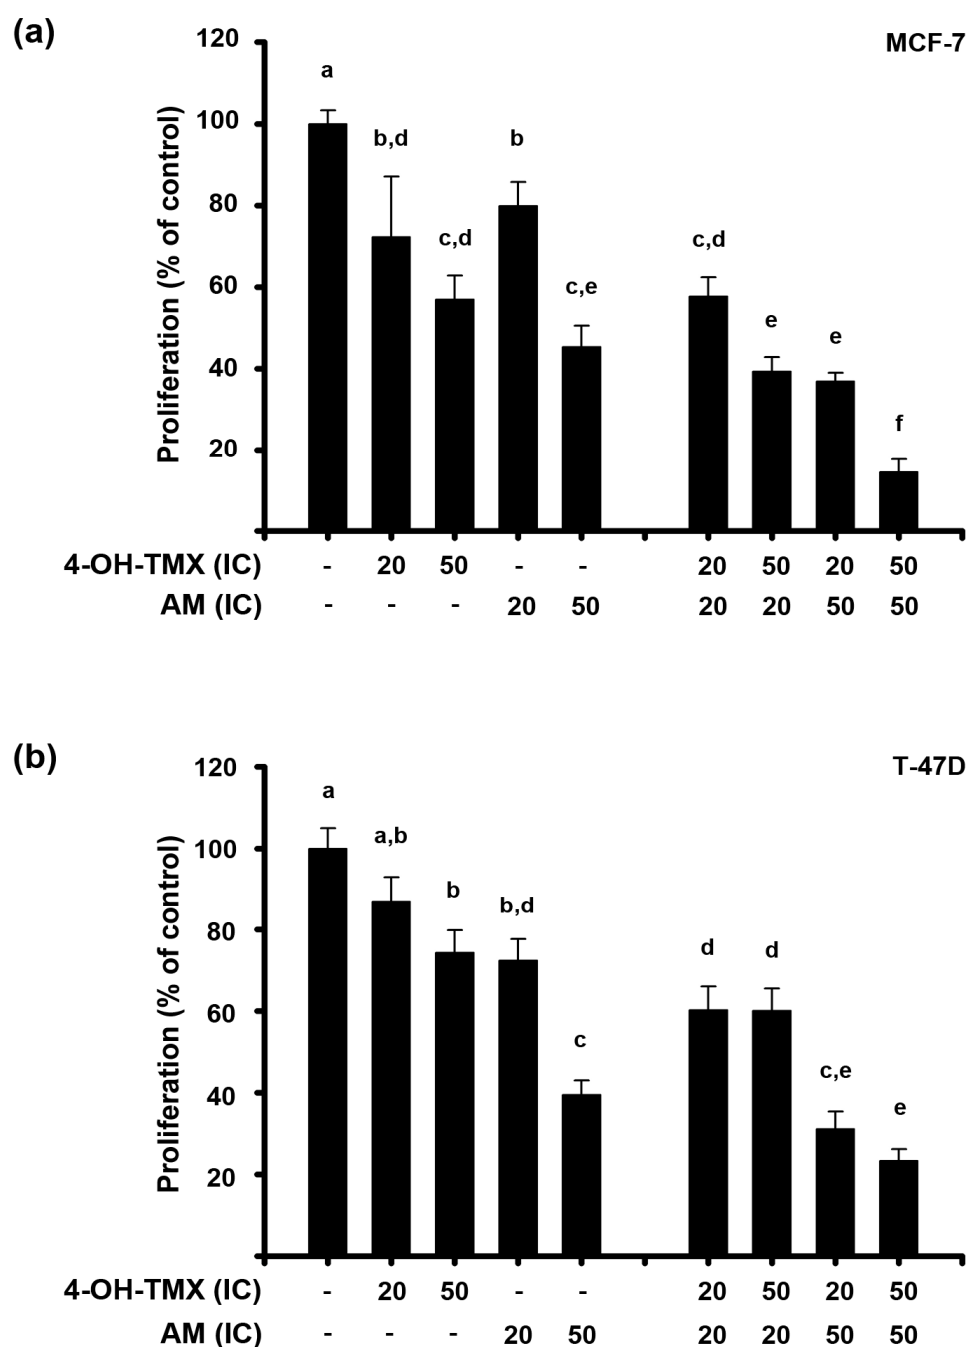 (a)
MCF-7
Proliferation (% of control)
120
100
80
60
40
20
a
b,d
c,d
b
c,e
c,d
e
e
f
4-OH-TMX (IC) - 20 50 - - 20 50 20 50
AM (IC) - - - 20 50 20 20 50 50
(b)
T-47D
Proliferation (% of control)
120
100
80
60
40
20
a
a,b
b
b,d
c
d
d
c,e
e
4-OH-TMX (IC) - 20 50 - - 20 50 20 50
AM (IC) - - - 20 50 20 20 50 50